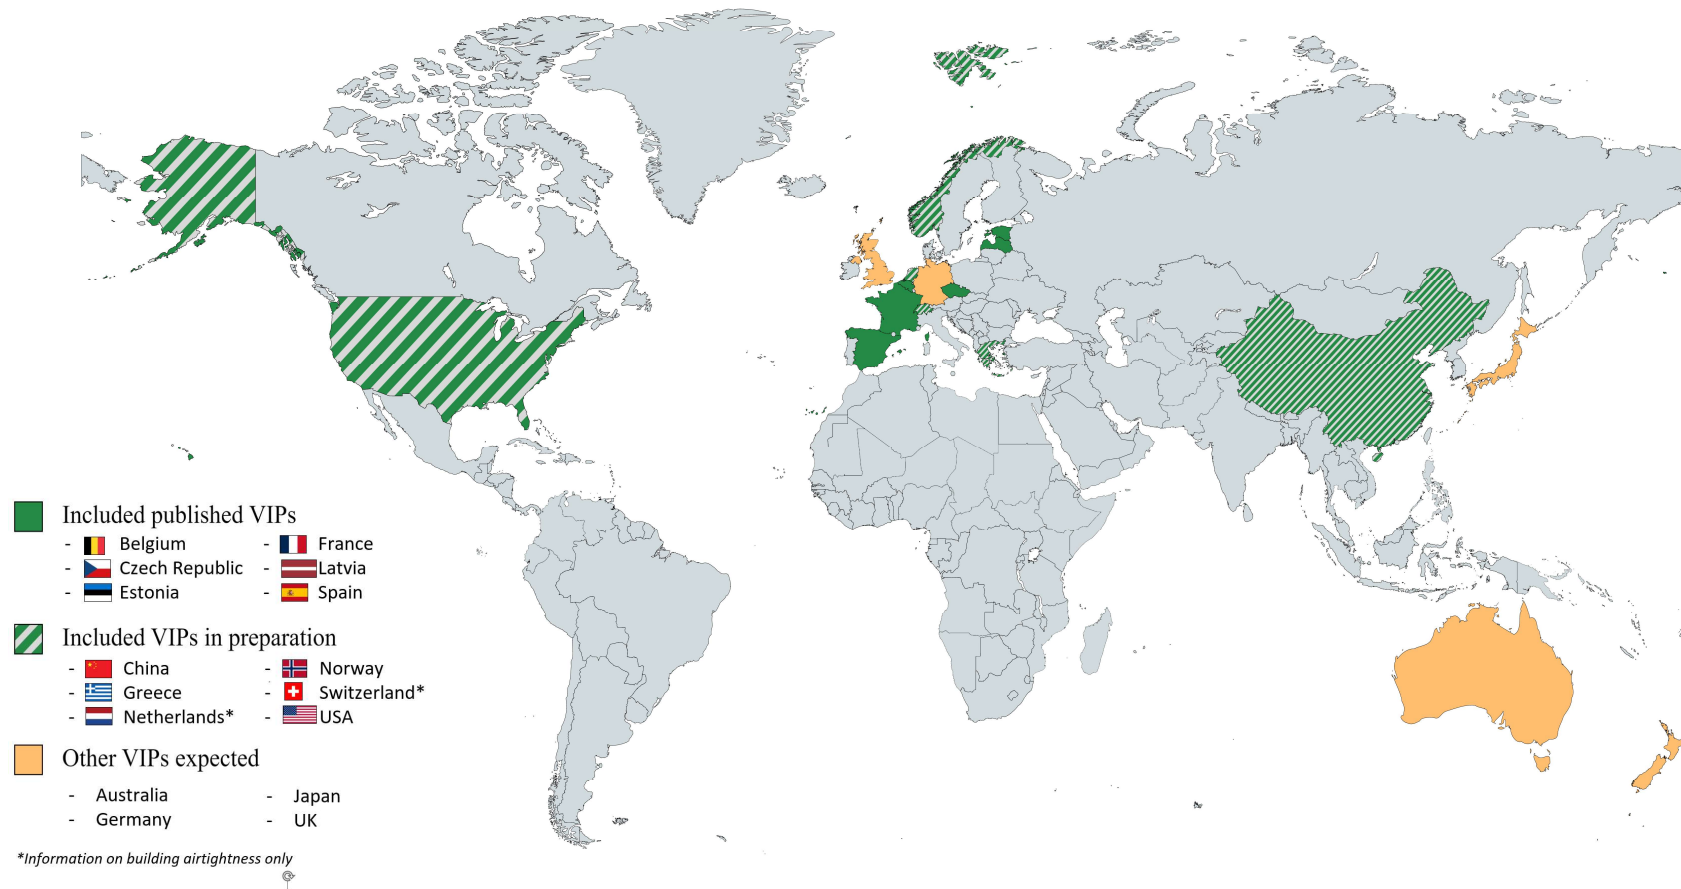 Included published VIPs
- Belgium - France
- Czech Republic - Latvia
- Estonia - Spain
Included VIPs in preparation
- China - Norway
- Greece - Switzerland*
- Netherlands* - USA
Other VIPs expected
- Australia - Japan
- Germany - UK
*Information on building airtightness only